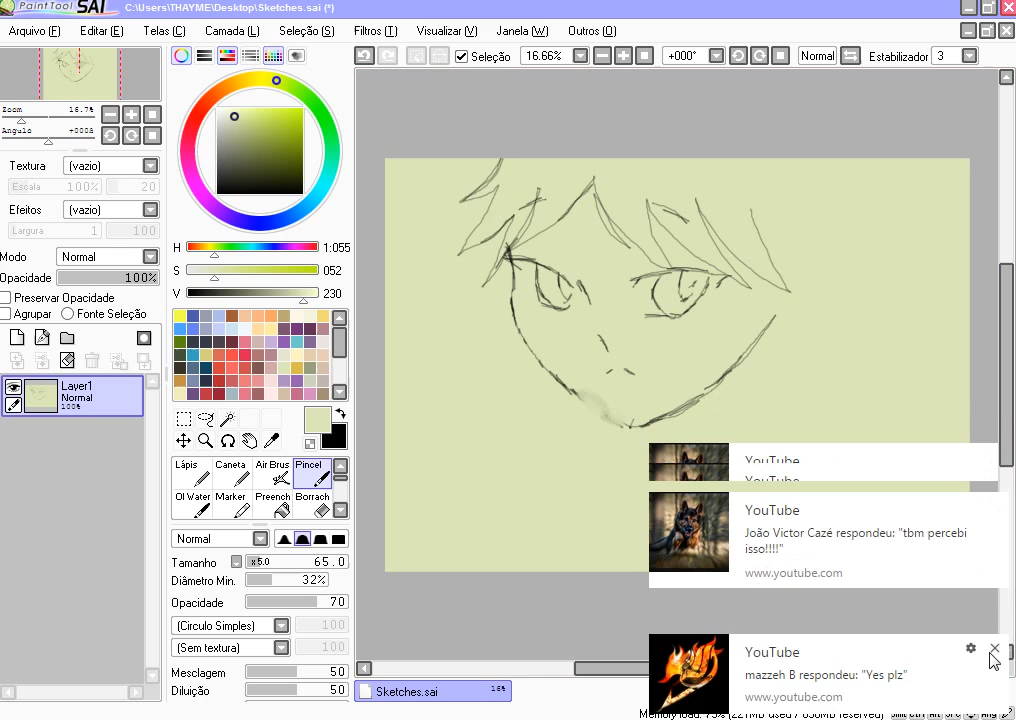 PaintTool SAI C:\Users\THAYME\Desktop\Sketches.sai (*)
Arquivo (F) Editar (E) Telas (C) Camada (L) Seleção (S) Filtros (T) Visualizar (V) Janela (W) Outros (O)
Seleção 16.66% +000° Normal Estabilizador 3
Zoom 16.7%
Angulo +000°
Textura (vazio)
Escala 100% 20
Efeitos (vazio)
Largura 1 100
Modo Normal
Opacidade 100%
Preservar Opacidade
Agrupar Fonte Seleção
Layer1
Normal
100%
H 1:055
S 052
V 230
Lápis Caneta Air Brus Pincel
Ol Water Marker Preench Borrach
Normal
Tamanho x5.0 65.0
Diâmetro Min. 32%
Opacidade 70
(Circulo Simples) 100
(Sem textura) 100
Mesclagem 50
Diluição 50
YouTube
YouTube
YouTube
João Victor Cazé respondeu: "tbm percebi
isso!!!!"
www.youtube.com
YouTube
mazzeh B respondeu: "Yes plz"
www.youtube.com
Sketches.sai 16%